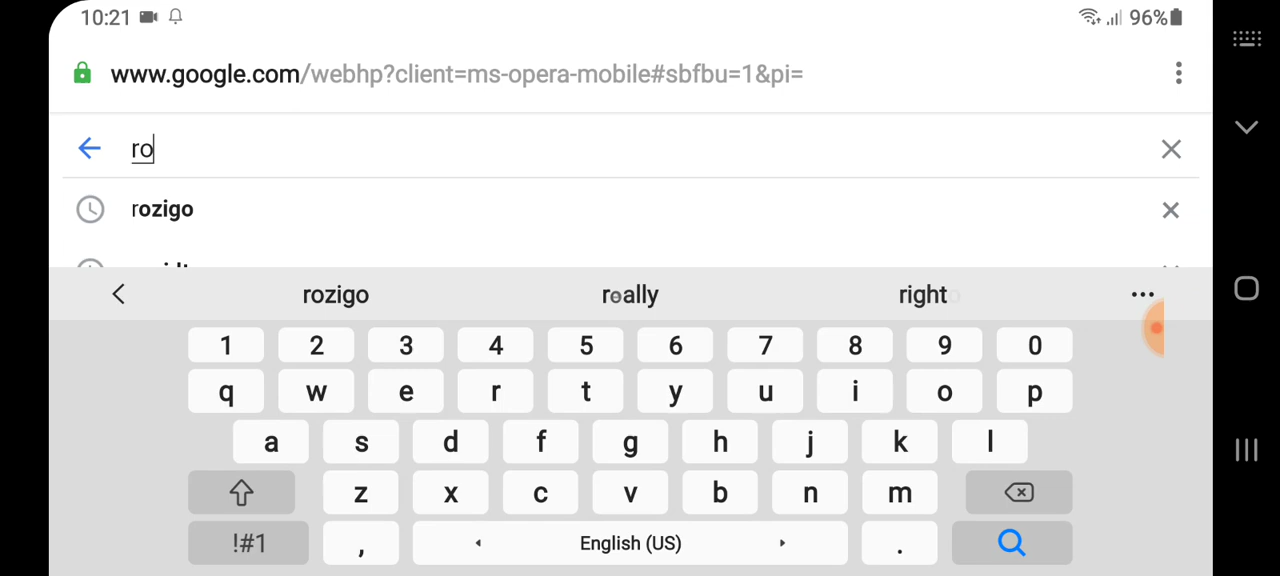 10:21 96%
www.google.com/webhp?client=ms-opera-mobile#sbfbu=1&pi=
ro
rozigo
rozigo really right
1 2 3 4 5 6 7 8 9 0
q w e r t y u i o p
a s d f g h j k l
z x c v b n m
!#1 , English (US) .